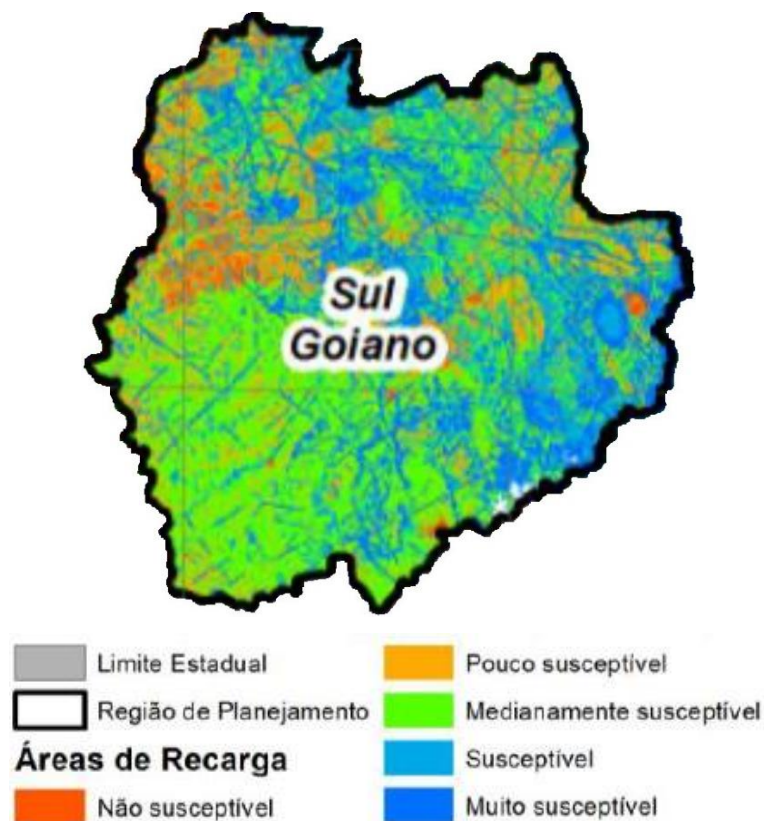 Sul
Goiano
Limite Estadual
Região de Planejamento
Áreas de Recarga
Não susceptível
Pouco susceptível
Medianamente susceptível
Susceptível
Muito susceptível